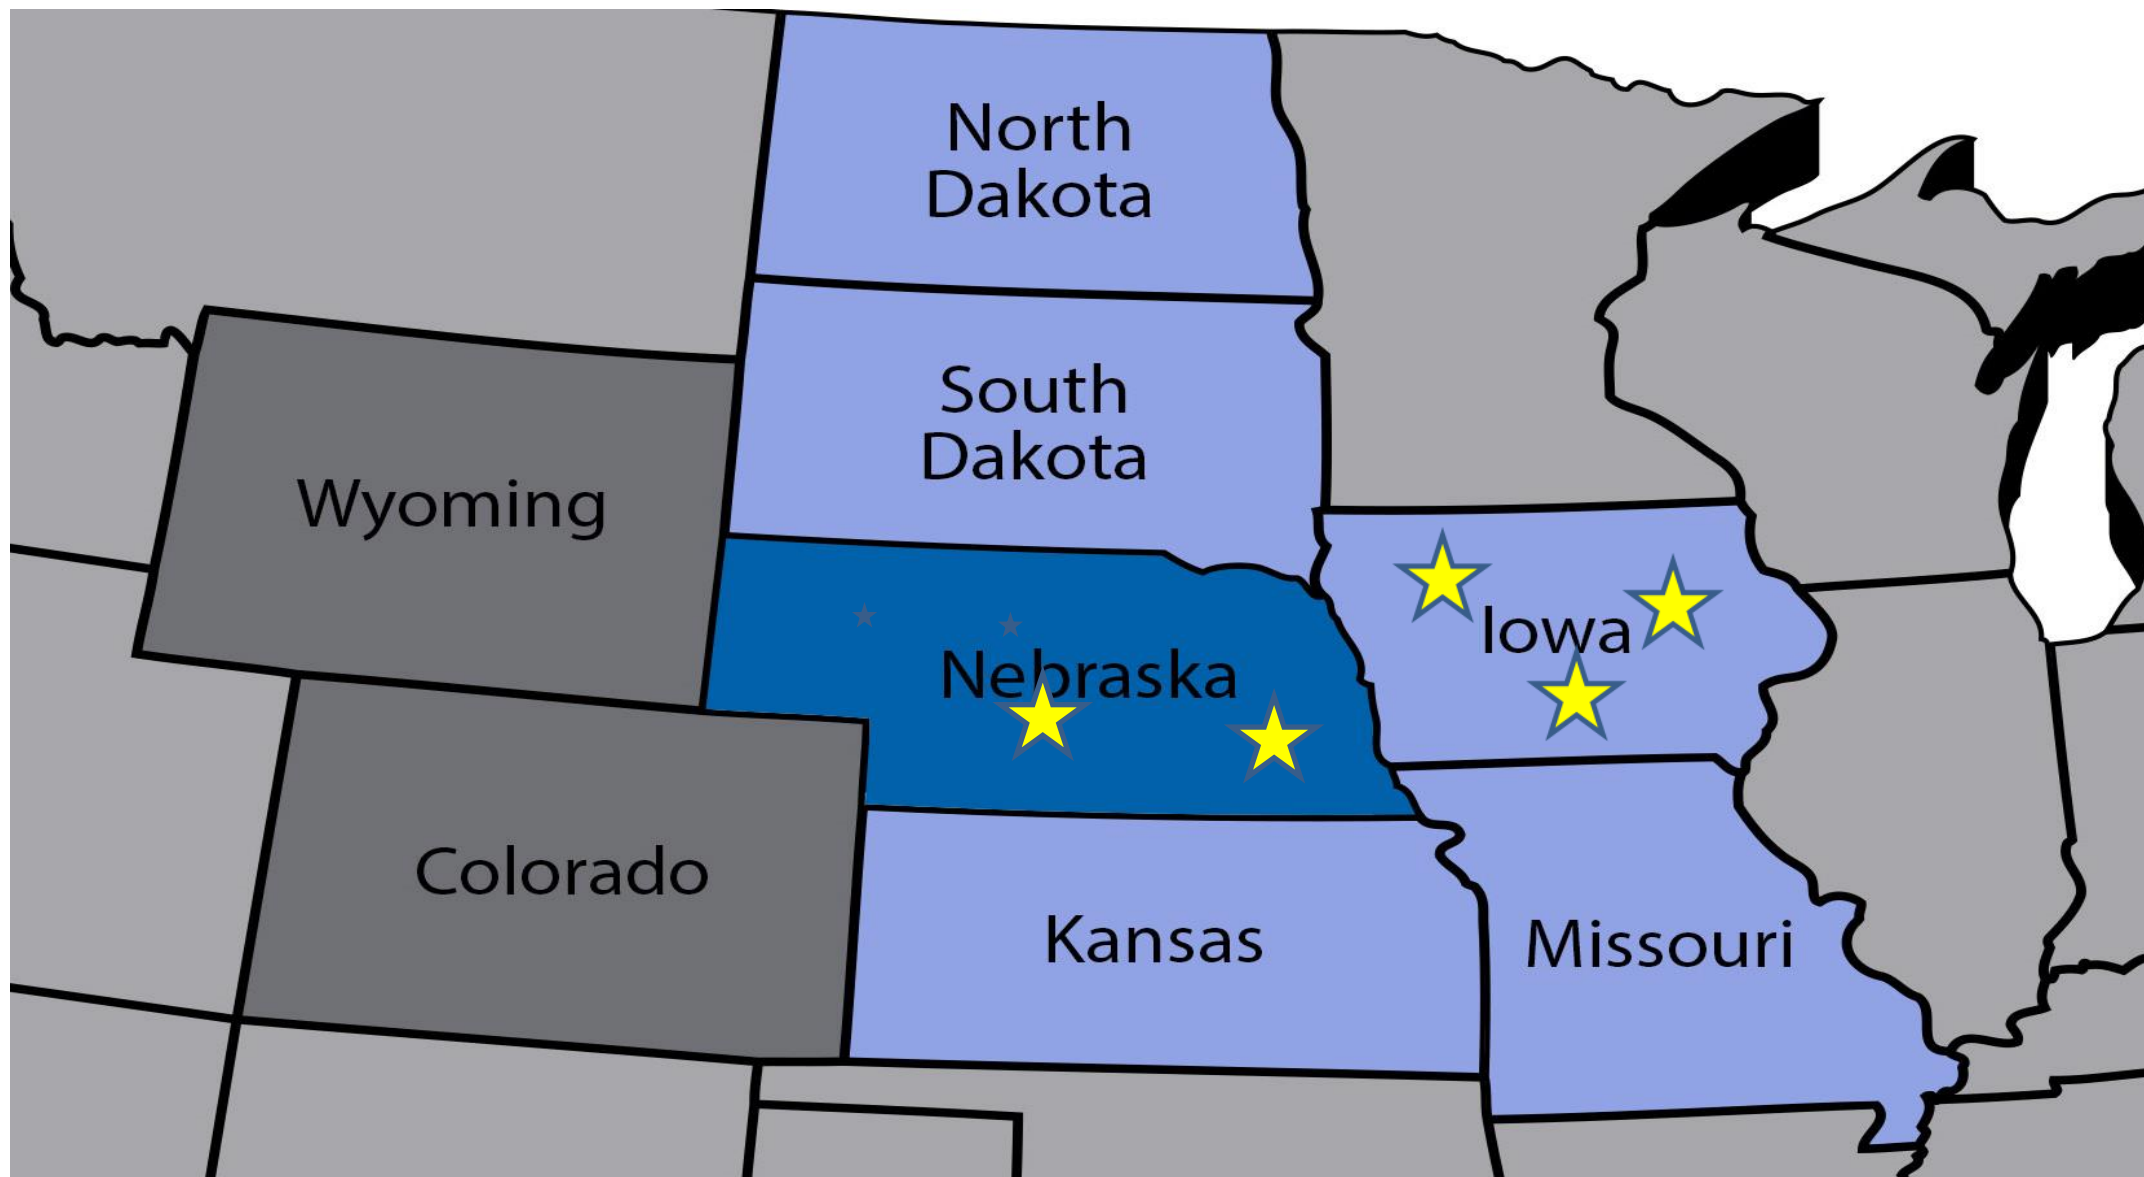 North
Dakota
South
Dakota
Wyoming
Iowa
Nebraska
Colorado
Kansas
Missouri